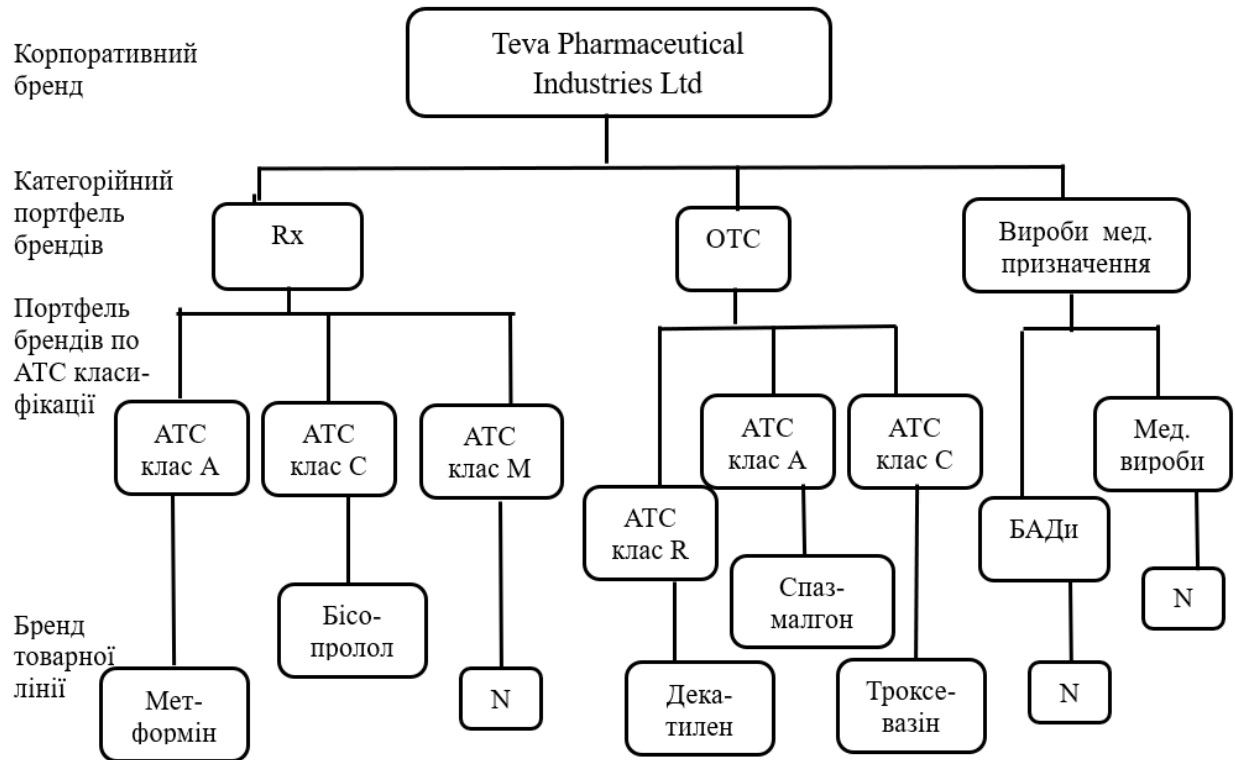 Корпоративний
бренд
Teva Pharmaceutical
Industries Ltd
Категорійний
портфель
брендів
Rx
ОТС
Вироби мед.
призначення
Портфель
брендів по
АТС класи-
фікації
АТС
клас А
АТС
клас С
АТС
клас М
АТС
клас R
АТС
клас А
АТС
клас С
БАДи
Мед.
вироби
Бренд
товарної
лінії
Мет-
формін
Бісо-
пролол
N
Дека-
тилен
Спаз-
малгон
Троксе-
вазін
N
N